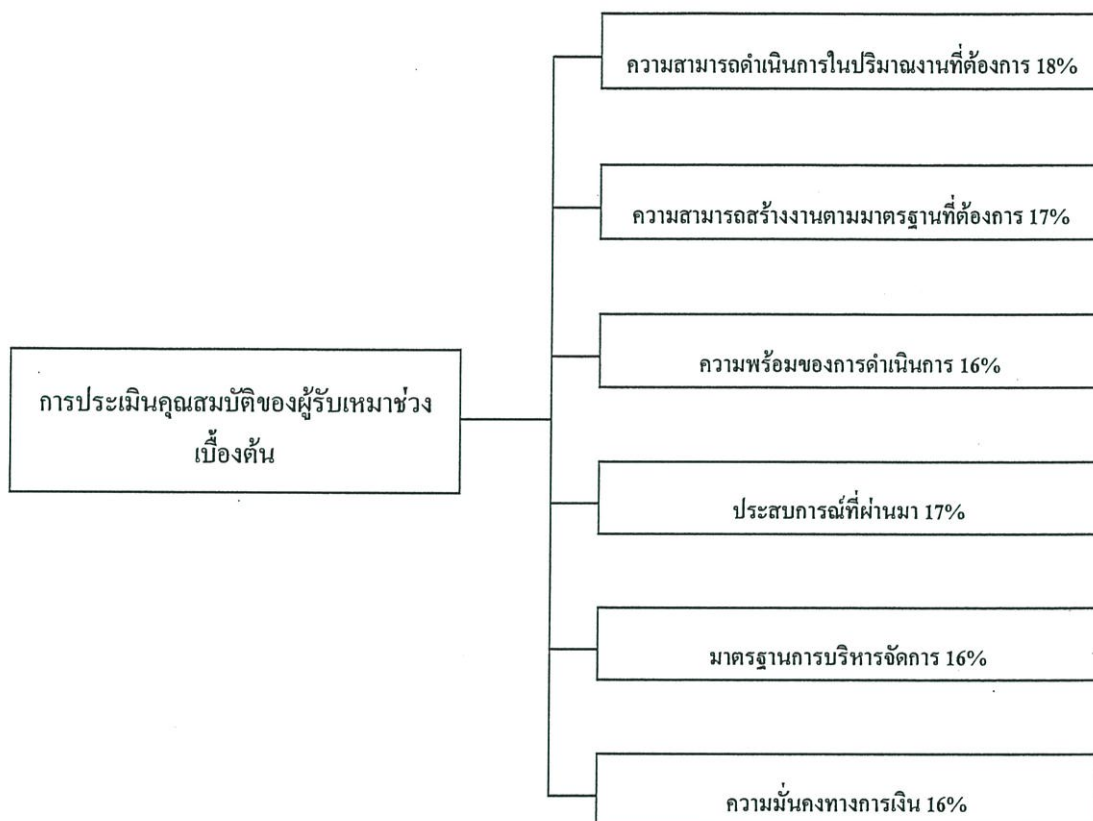 ความสามารถดำเนินการในปริมาณงานที่ต้องการ 18%
ความสามารถสร้างงานตามมาตรฐานที่ต้องการ 17%
ความพร้อมของการดำเนินการ 16%
การประเมินคุณสมบัติของผู้รับเหมาช่วง
เบื้องต้น
ประสบการณ์ที่ผ่านมา 17%
มาตรฐานการบริหารจัดการ 16%
ความมั่นคงทางการเงิน 16%